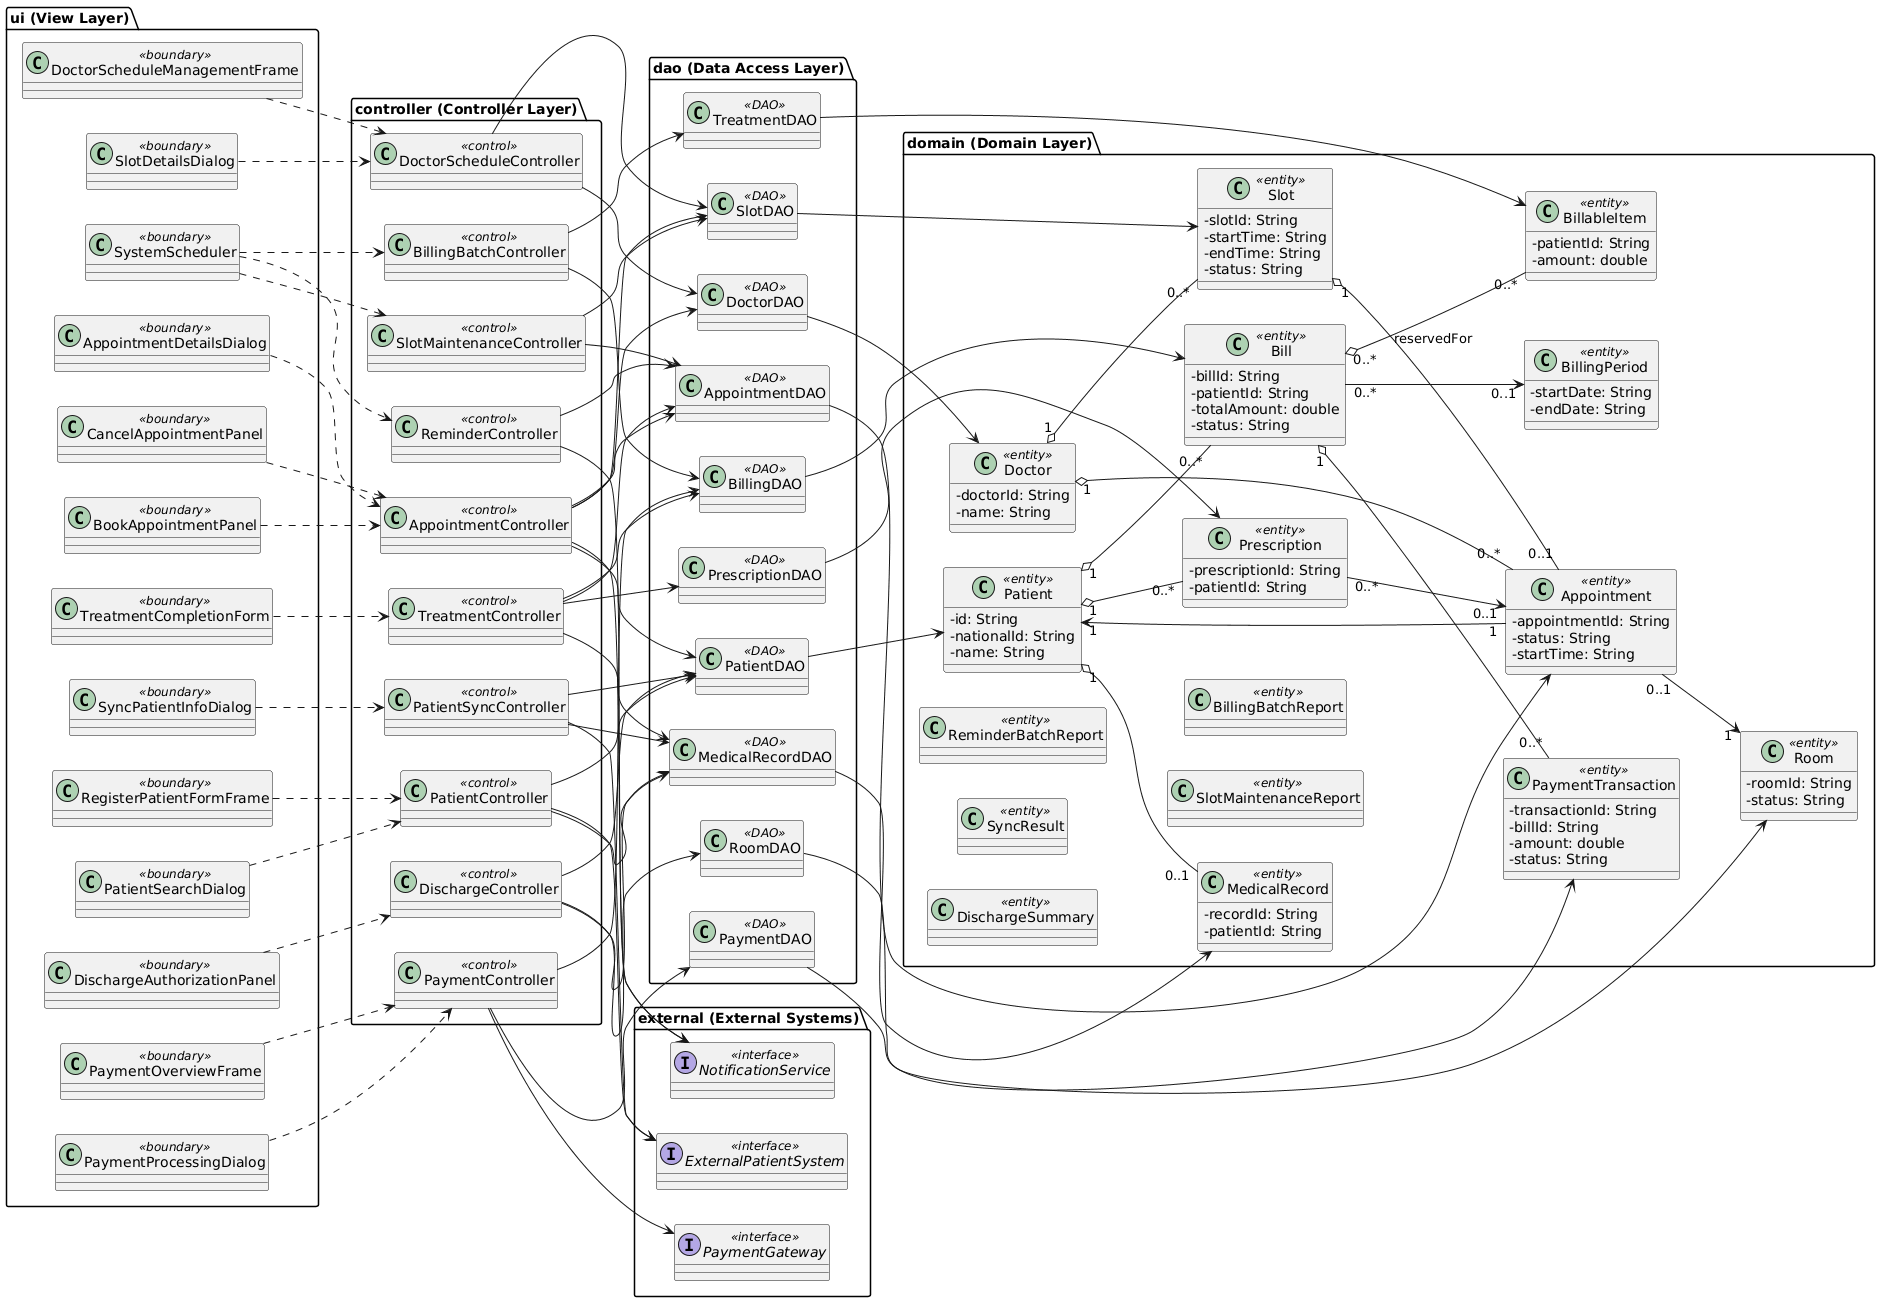 ui (View Layer)
«boundary»
C DoctorScheduleManagementFrame
«boundary»
C SlotDetailsDialog
«boundary»
C SystemScheduler
«boundary»
C AppointmentDetailsDialog
«boundary»
C CancelAppointmentPanel
«boundary»
C BookAppointmentPanel
«boundary»
C TreatmentCompletionForm
«boundary»
C SyncPatientInfoDialog
«boundary»
C RegisterPatientFormFrame
«boundary»
C PatientSearchDialog
«boundary»
C DischargeAuthorizationPanel
«boundary»
C PaymentOverviewFrame
«boundary»
C PaymentProcessingDialog
controller (Controller Layer)
«control»
C DoctorScheduleController
«control»
C BillingBatchController
«control»
C SlotMaintenanceController
«control»
C ReminderController
«control»
C AppointmentController
«control»
C TreatmentController
«control»
C PatientSyncController
«control»
C PatientController
«control»
C DischargeController
«control»
C PaymentController
dao (Data Access Layer)
«DAO»
C TreatmentDAO
«DAO»
C SlotDAO
«DAO»
C DoctorDAO
«DAO»
C AppointmentDAO
«DAO»
C BillingDAO
«DAO»
C PrescriptionDAO
«DAO»
C PatientDAO
«DAO»
C MedicalRecordDAO
«DAO»
C RoomDAO
«DAO»
C PaymentDAO
external (External Systems)
«interface»
I NotificationService
«interface»
I ExternalPatientSystem
«interface»
I PaymentGateway
domain (Domain Layer)
«entity»
C Slot
-slotId: String
-startTime: String
-endTime: String
-status: String
«entity»
C BillableItem
-patientId: String
-amount: double
«entity»
C Bill
-billId: String
-patientId: String
-totalAmount: double
-status: String
«entity»
C BillingPeriod
-startDate: String
-endDate: String
«entity»
C Doctor
-doctorId: String
-name: String
«entity»
C Prescription
-prescriptionId: String
-patientId: String
«entity»
C Patient
-id: String
-nationalId: String
-name: String
«entity»
C Appointment
-appointmentId: String
-status: String
-startTime: String
«entity»
C BillingBatchReport
«entity»
C ReminderBatchReport
«entity»
C SlotMaintenanceReport
«entity»
C SyncResult
«entity»
C PaymentTransaction
-transactionId: String
-billId: String
-amount: double
-status: String
«entity»
C Room
-roomId: String
-status: String
«entity»
C MedicalRecord
-recordId: String
-patientId: String
«entity»
C DischargeSummary
0..*
1
0..*
reservedFor
0..*
0..*
0..1
1
1
0..*
1
0..*
0..1
1
0..*
1
0..*
0..1
1
1
1
0..1
1
0..*
0..1